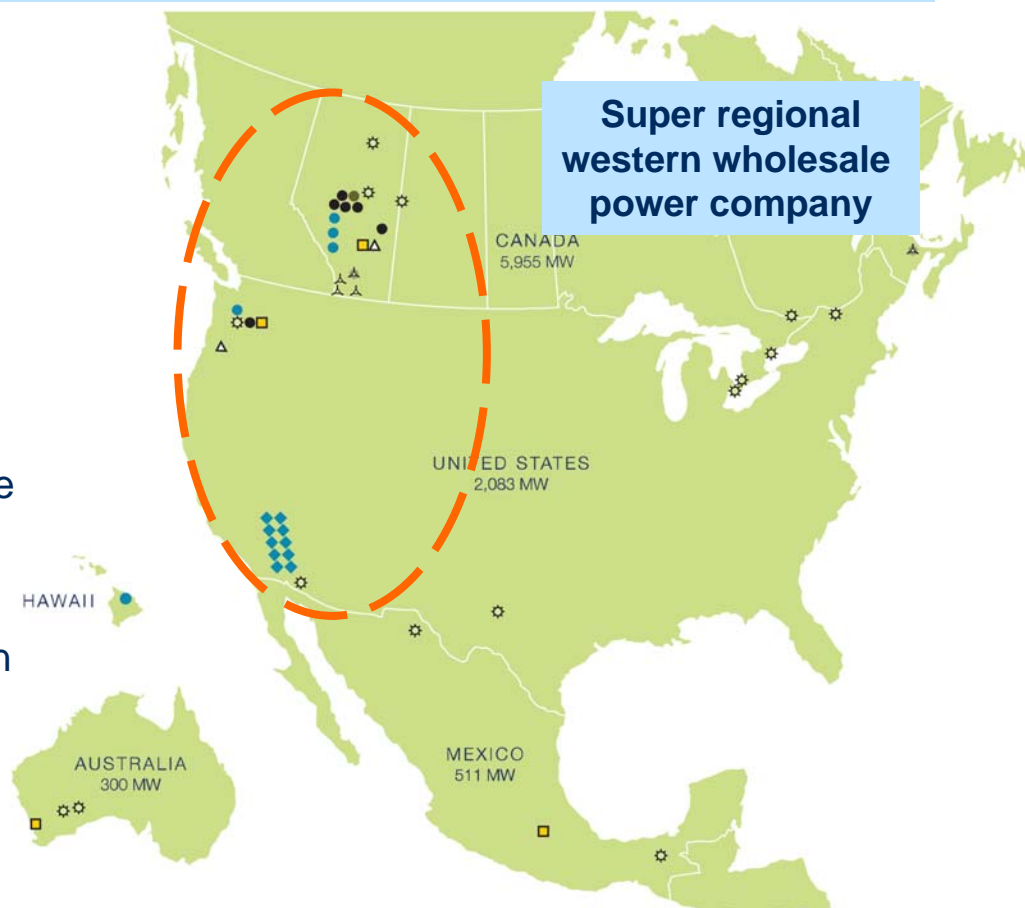 Super regional
western wholesale
power company
CANADA
5,955 MW
UNITED STATES
2,083 MW
e
HAWAII
n
AUSTRALIA
300 MW
MEXICO
511 MW